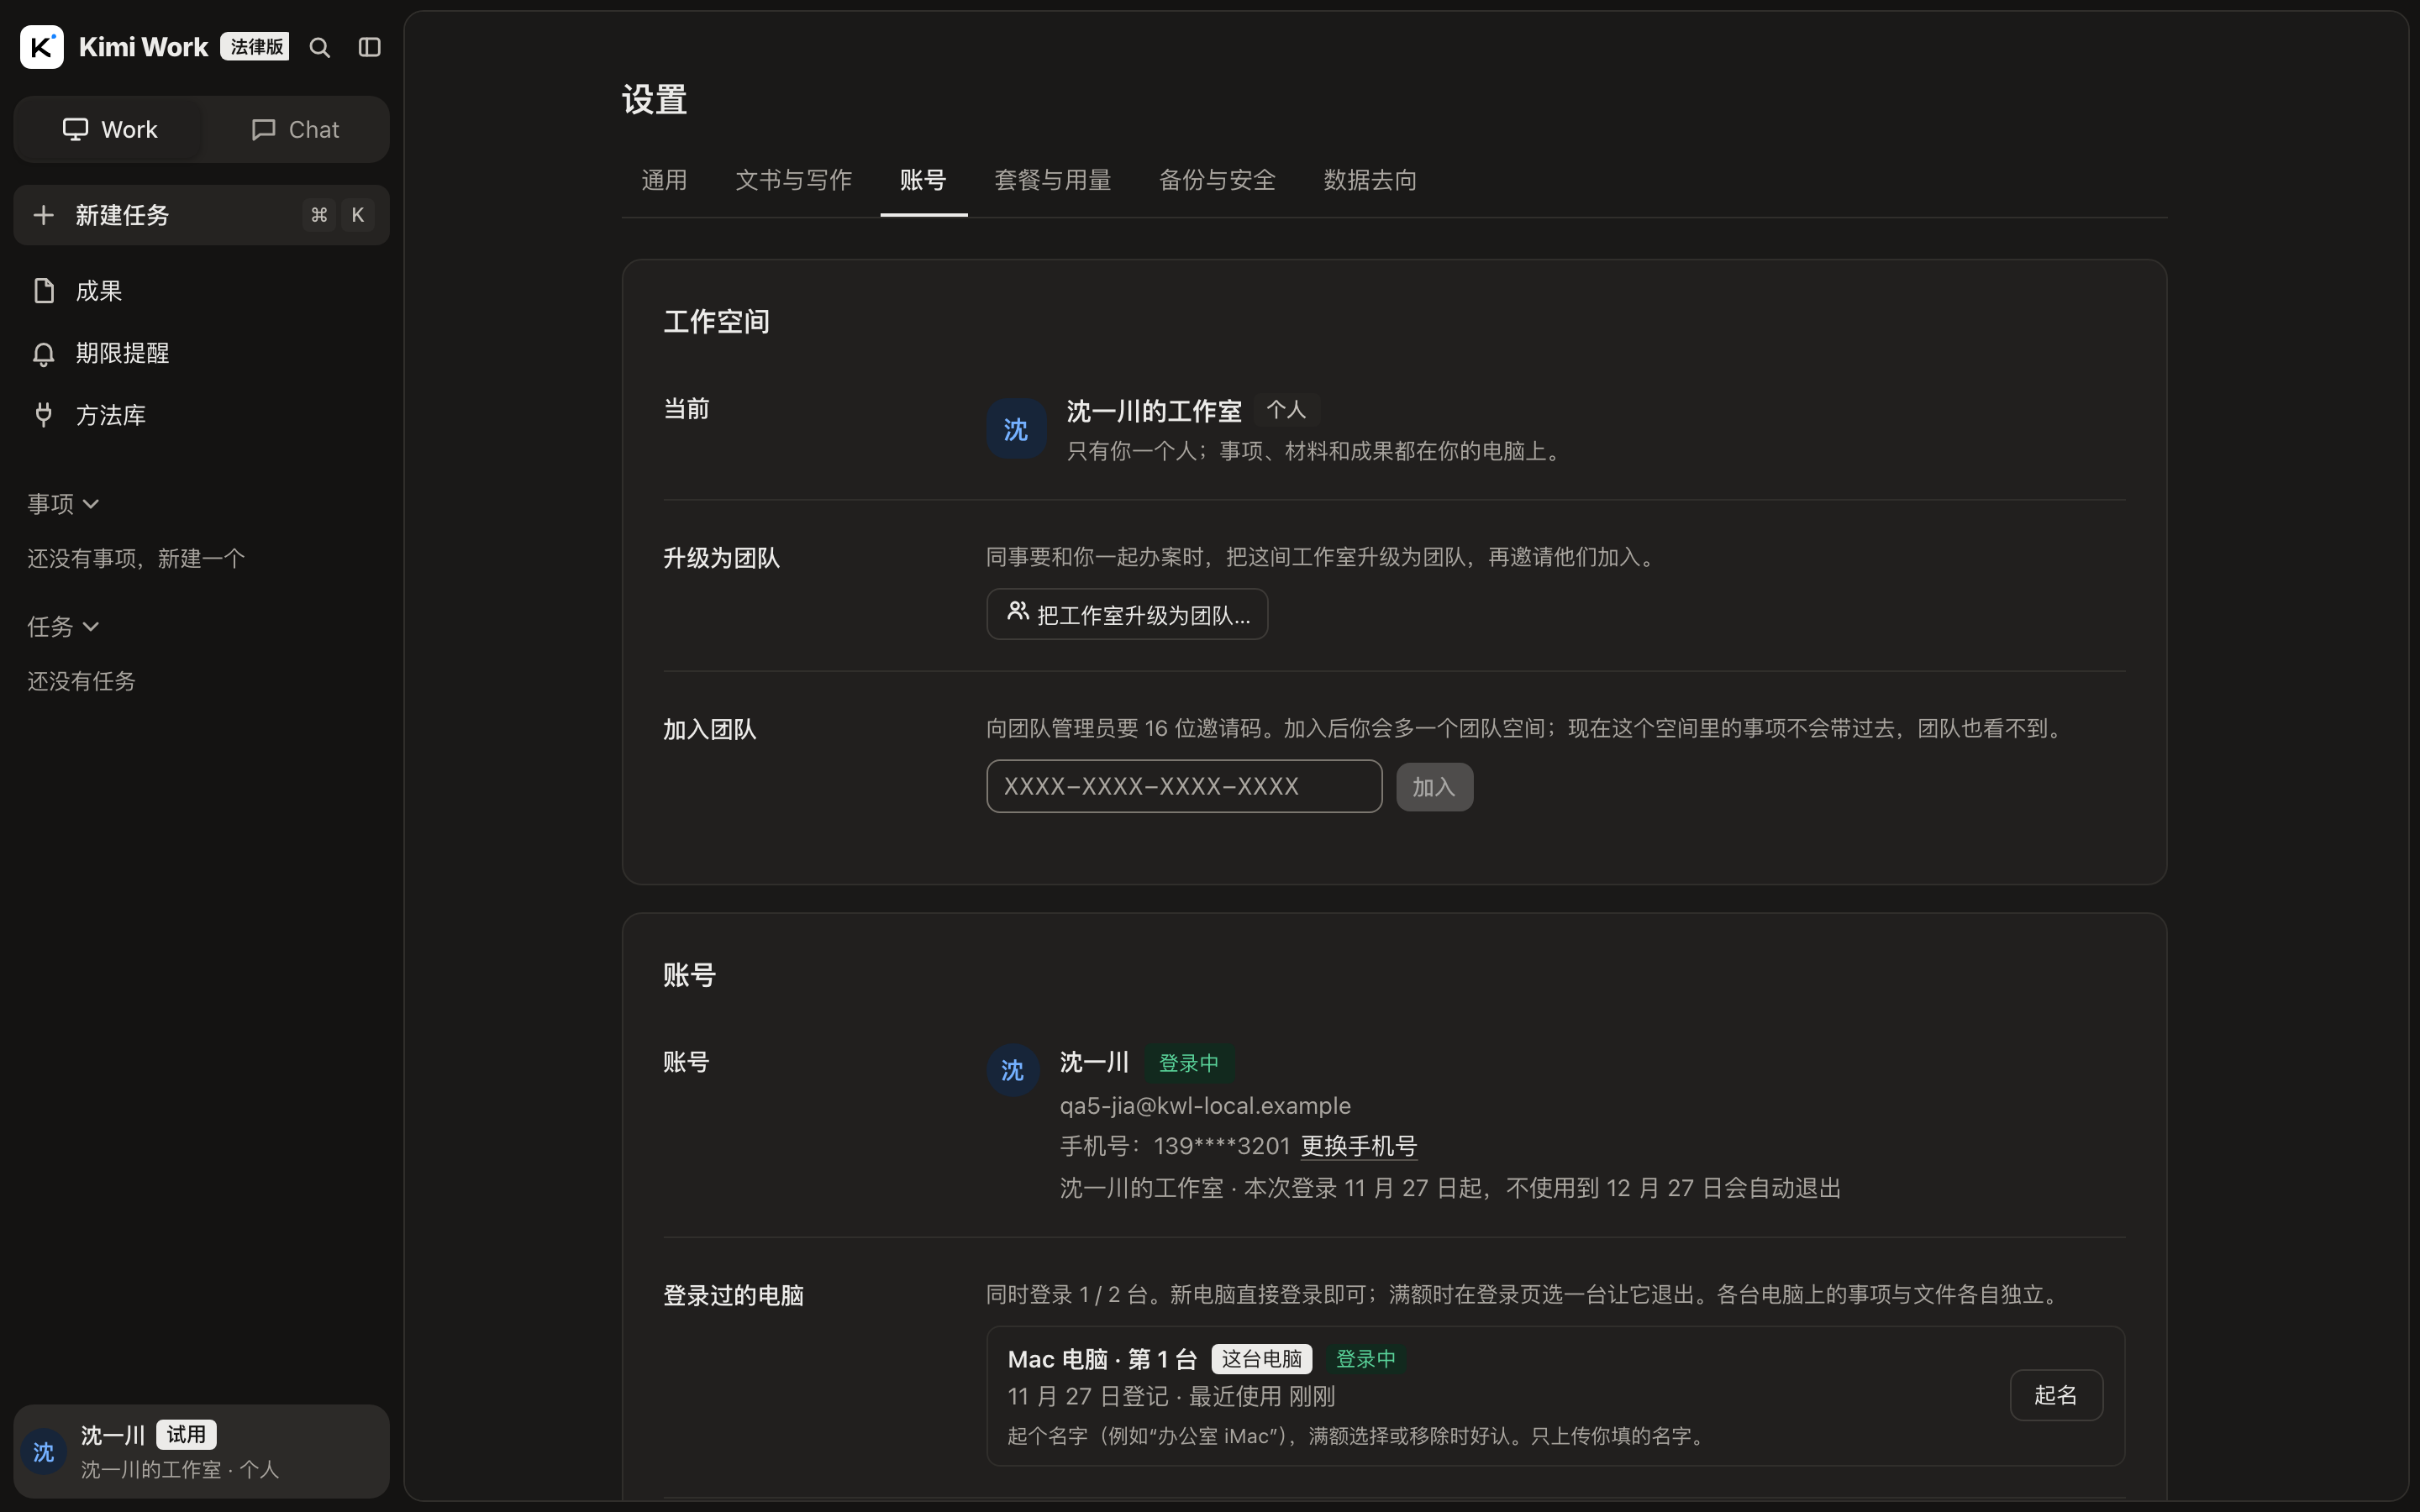 Kimi Work 法律版
Work
Chat
新建任务 ⌘ K
成果
期限提醒
方法库
事项
还没有事项，新建一个
任务
还没有任务
沈 沈一川 试用
沈一川的工作室 · 个人
设置
通用 文书与写作 账号 套餐与用量 备份与安全 数据去向
工作空间
当前
沈 沈一川的工作室 个人
只有你一个人；事项、材料和成果都在你的电脑上。
升级为团队
同事要和你一起办案时，把这间工作室升级为团队，再邀请他们加入。
把工作室升级为团队...
加入团队
向团队管理员要 16 位邀请码。加入后你会多一个团队空间；现在这个空间里的事项不会带过去，团队也看不到。
XXXX-XXXX-XXXX-XXXX 加入
账号
账号
沈 沈一川 登录中
qa5-jia@kwl-local.example
手机号：139****3201 更换手机号
沈一川的工作室 · 本次登录 11 月 27 日起，不使用到 12 月 27 日会自动退出
登录过的电脑
同时登录 1 / 2 台。新电脑直接登录即可；满额时在登录页选一台让它退出。各台电脑上的事项与文件各自独立。
Mac 电脑 · 第 1 台 这台电脑 登录中
11 月 27 日登记 · 最近使用 刚刚
起个名字（例如“办公室 iMac”），满额选择或移除时好认。只上传你填的名字。
起名